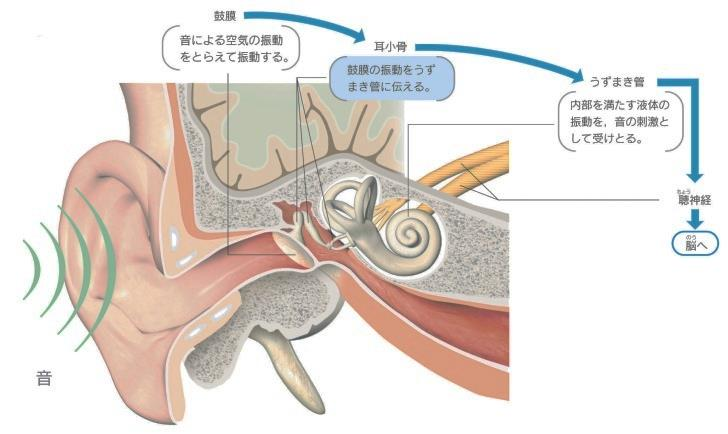 鼓膜
音による空気の振動
をとらえて振動する。
耳小骨
鼓膜の振動をうず
まき管に伝える。
うずまき管
内部を満たす液体の
振動を，音の刺激と
して受けとる。
ちょう
聴神経
のう
脳へ
音